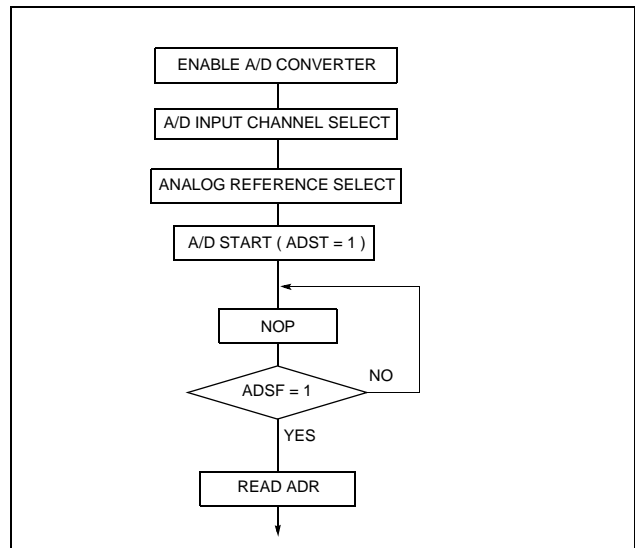 ENABLE A/D CONVERTER
A/D INPUT CHANNEL SELECT
ANALOG REFERENCE SELECT
A/D START ( ADST = 1 )
NOP
ADSF = 1
NO
YES
READ ADR